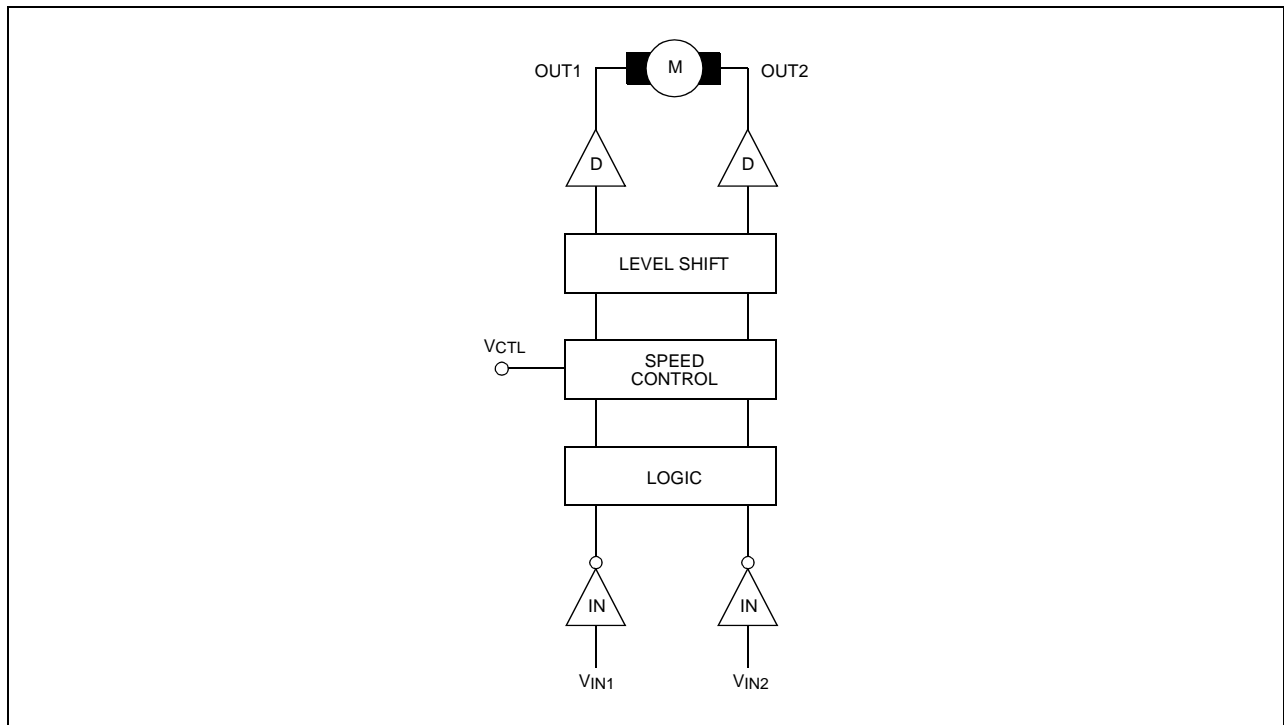 OUT1 M OUT2
D D
LEVEL SHIFT
VCTL
SPEED
CONTROL
LOGIC
IN IN
VIN1 VIN2